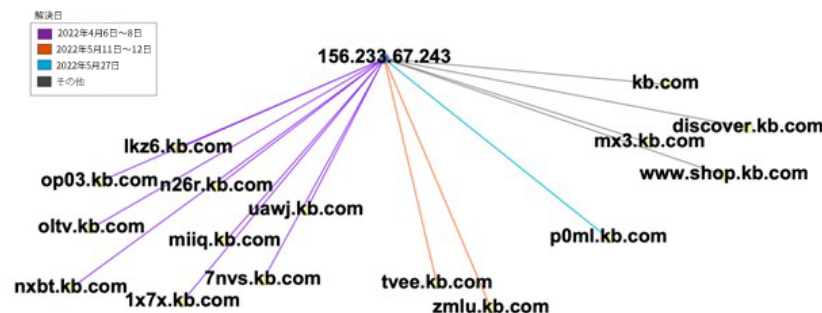 解決日
2022年4月6日～8日
2022年5月11日～12日
2022年5月27日
その他
156.233.67.243
kb.com
discover.kb.com
mx3.kb.com
www.shop.kb.com
lkz6.kb.com
op03.kb.com
n26r.kb.com
uawj.kb.com
oltv.kb.com
miiq.kb.com
p0ml.kb.com
nxbt.kb.com
7nvs.kb.com
1x7x.kb.com
tvee.kb.com
zmlu.kb.com